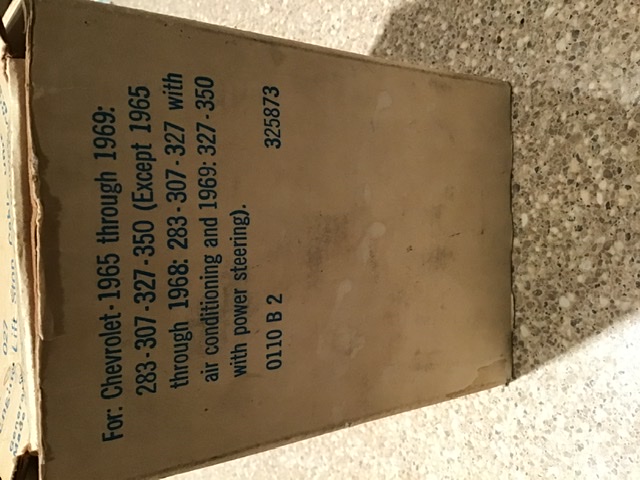 For: Chevrolet-1965 through 1969:
283-307-327-350 (Except 1965
through 1968: 283-307-327 with
air conditioning and 1969: 327-350
with power steering).
0110 B 2 325873